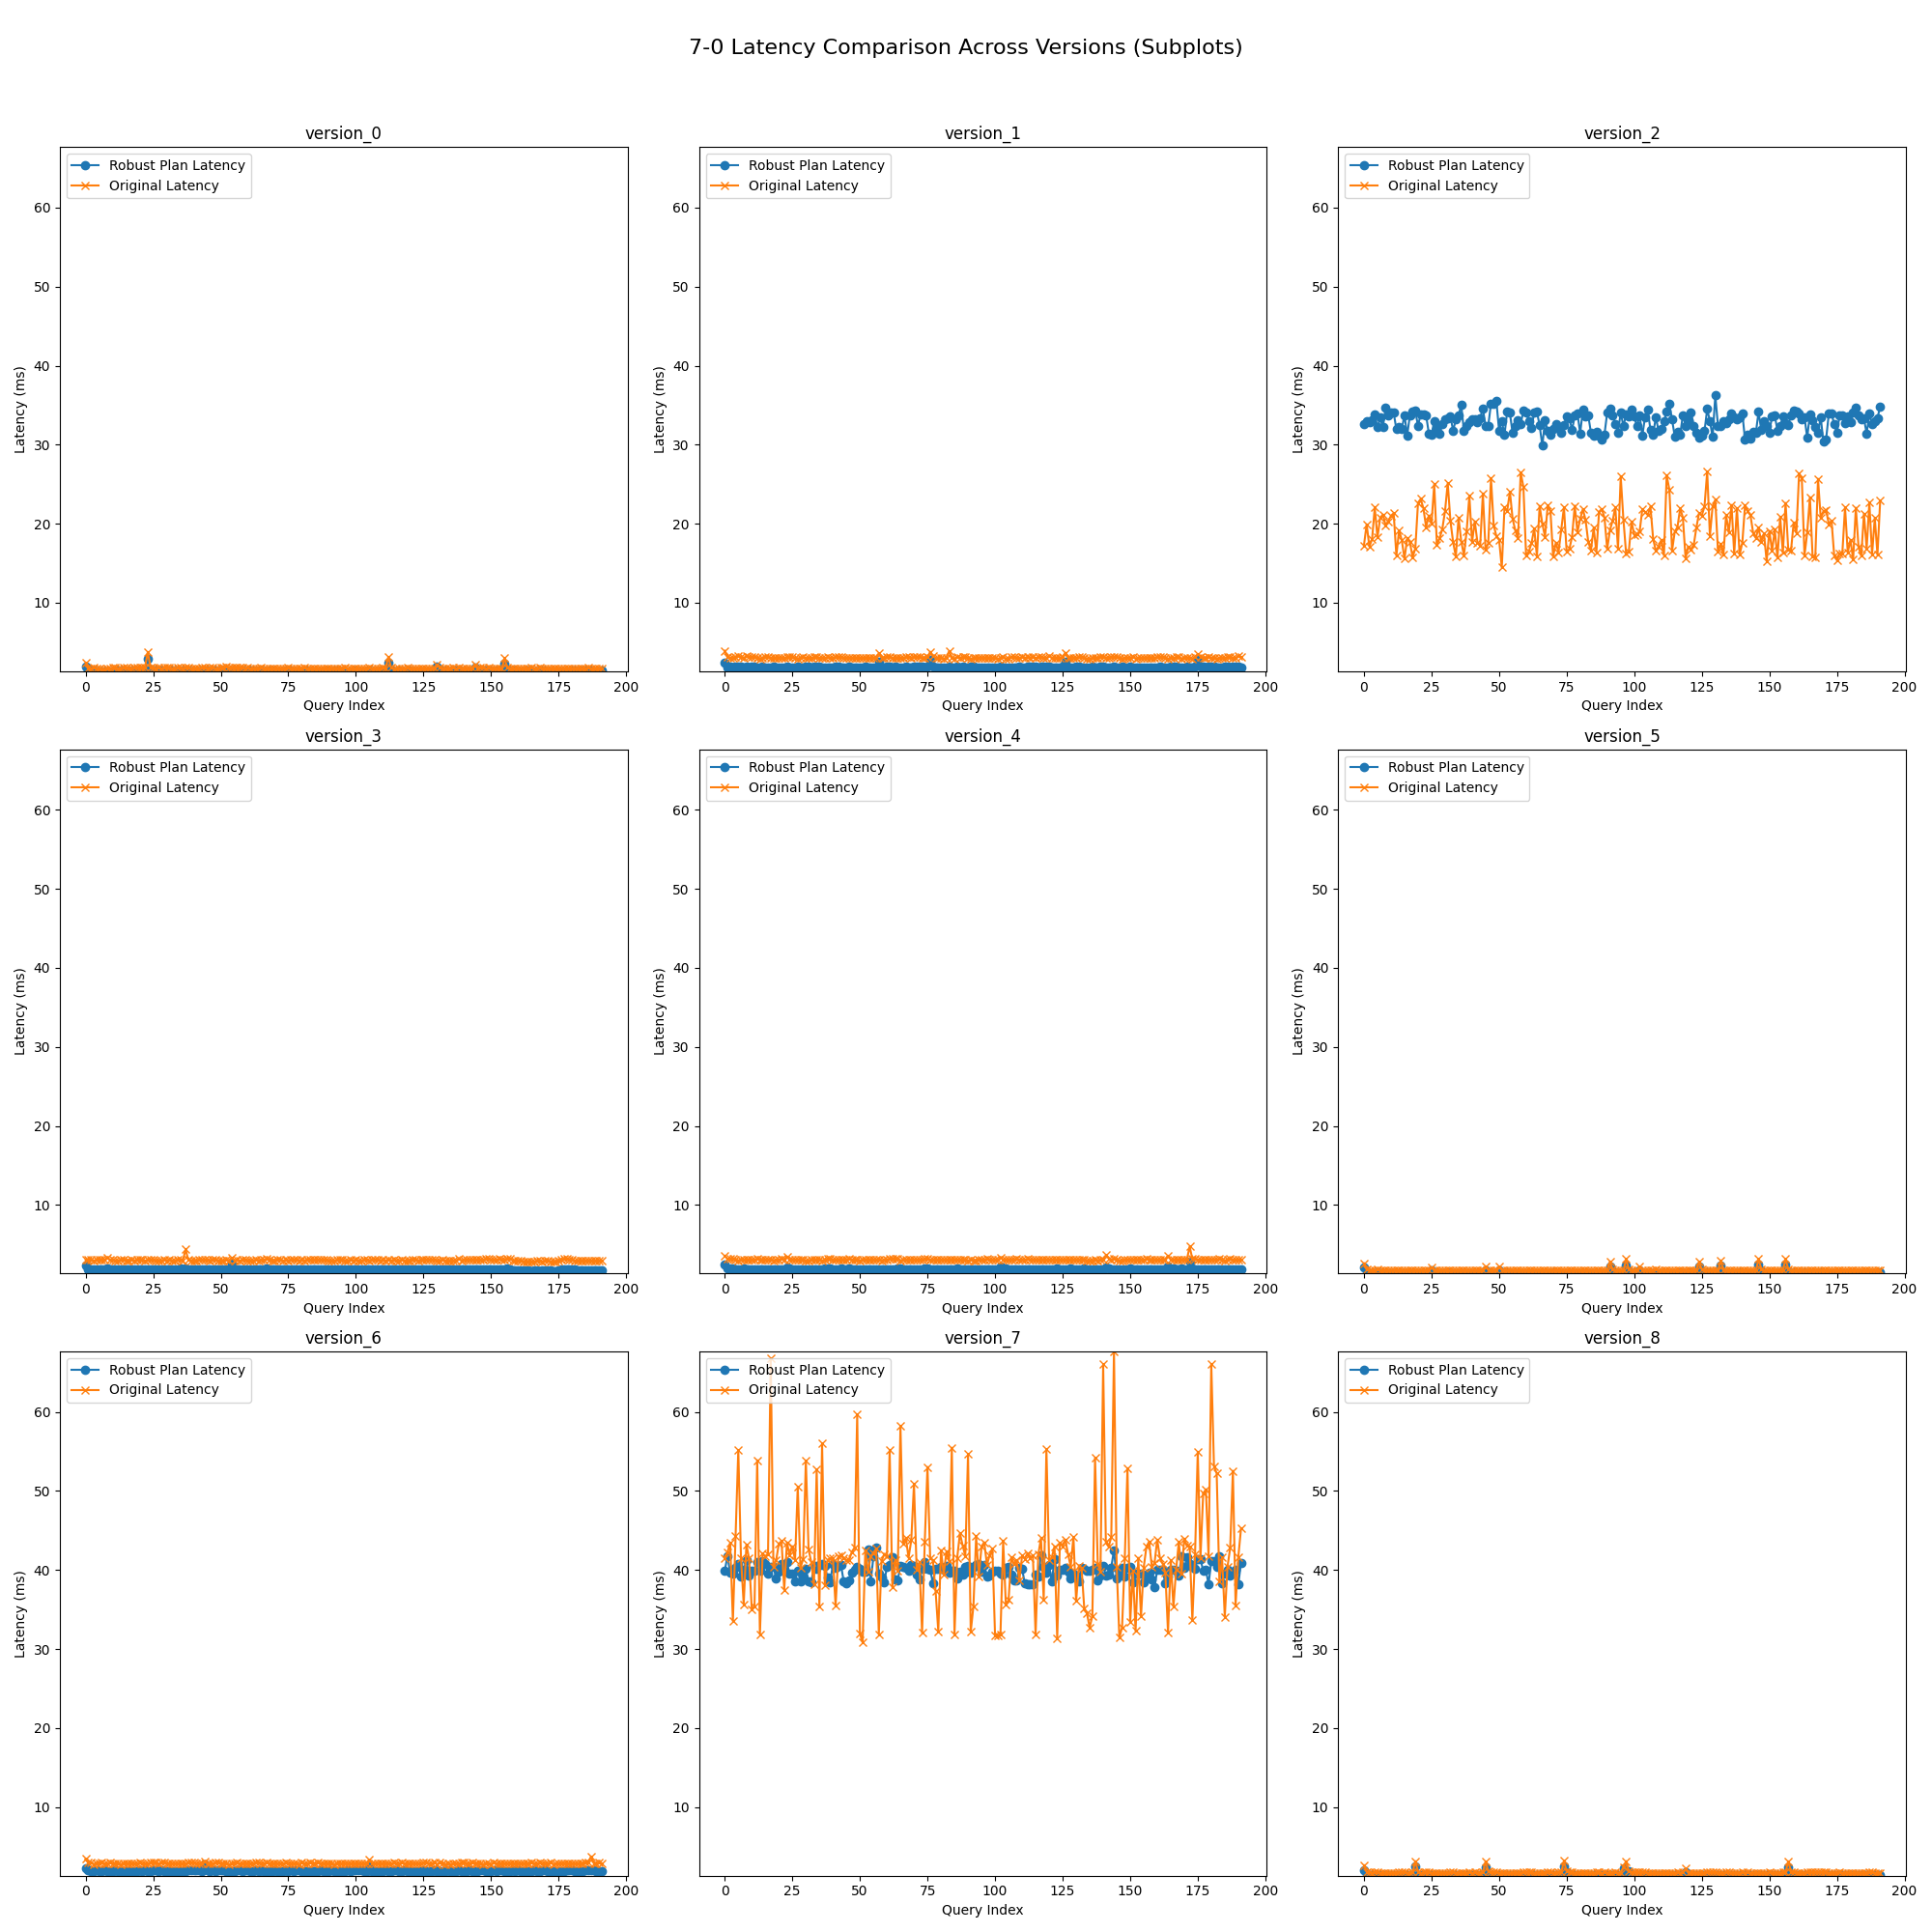 7-0 Latency Comparison Across Versions (Subplots)
version_0
Robust Plan Latency
Original Latency
Latency (ms)
60
50
40
30
20
10
0 25 50 75 100 125 150 175 200
Query Index
version_1
Robust Plan Latency
Original Latency
Latency (ms)
60
50
40
30
20
10
0 25 50 75 100 125 150 175 200
Query Index
version_2
Robust Plan Latency
Original Latency
Latency (ms)
60
50
40
30
20
10
0 25 50 75 100 125 150 175 200
Query Index
version_3
Robust Plan Latency
Original Latency
Latency (ms)
60
50
40
30
20
10
0 25 50 75 100 125 150 175 200
Query Index
version_4
Robust Plan Latency
Original Latency
Latency (ms)
60
50
40
30
20
10
0 25 50 75 100 125 150 175 200
Query Index
version_5
Robust Plan Latency
Original Latency
Latency (ms)
60
50
40
30
20
10
0 25 50 75 100 125 150 175 200
Query Index
version_6
Robust Plan Latency
Original Latency
Latency (ms)
60
50
40
30
20
10
0 25 50 75 100 125 150 175 200
Query Index
version_7
Robust Plan Latency
Original Latency
Latency (ms)
60
50
40
30
20
10
0 25 50 75 100 125 150 175 200
Query Index
version_8
Robust Plan Latency
Original Latency
Latency (ms)
60
50
40
30
20
10
0 25 50 75 100 125 150 175 200
Query Index